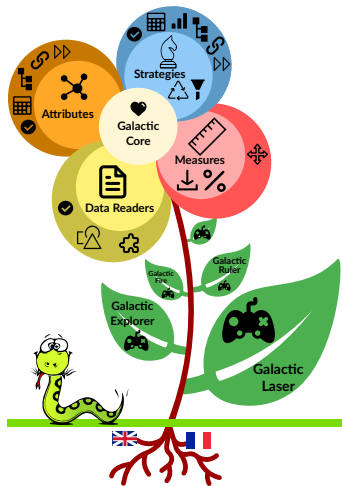 Strategies
Attributes
Galactic
Core
Measures
Data Readers
Galactic
Fire
Galactic
Ruler
Galactic
Explorer
Galactic
Laser